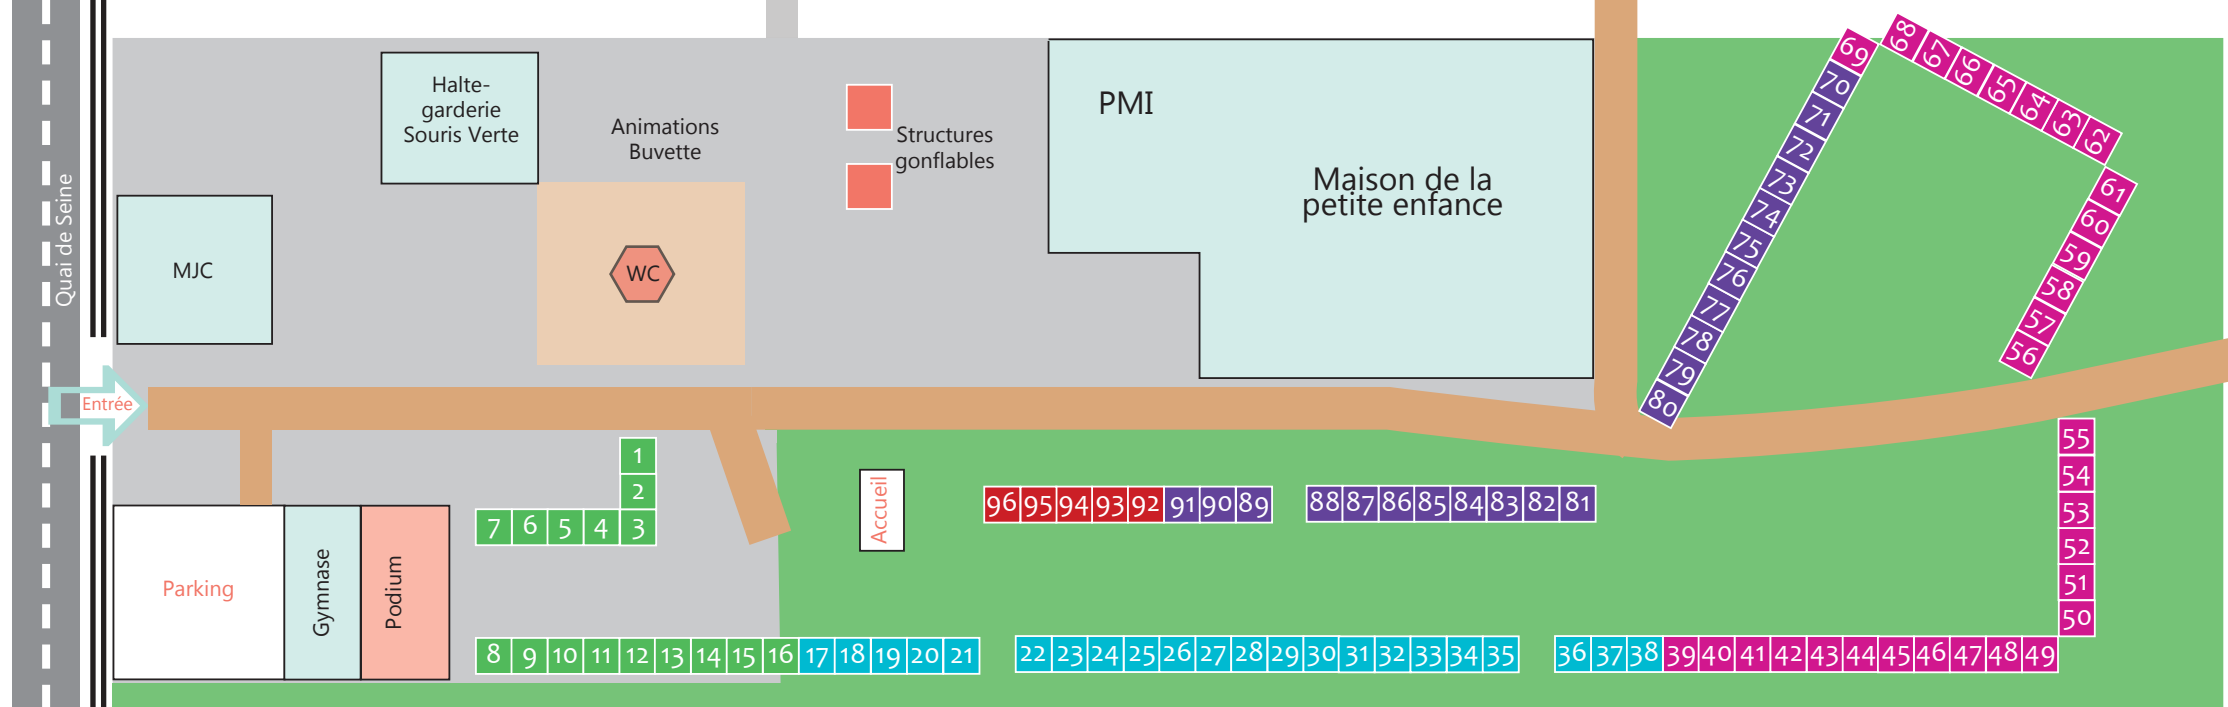 Quai de Seine
Entrée
MJC
Halte-
garderie
Souris Verte
Animations
Buvette
WC
Structures
gonflables
PMI
Maison de la
petite enfance
Parking
Gymnase
Podium
Accueil
1
2
7 6 5 4 3
8 9 10 11 12 13 14 15 16 17 18 19 20 21
22 23 24 25 26 27 28 29 30 31 32 33 34 35
36 37 38 39 40 41 42 43 44 45 46 47 48 49
96 95 94 93 92 91 90 89
88 87 86 85 84 83 82 81
55
54
53
52
51
50
69
70
71
72
73
74
75
76
77
78
79
80
68 67 66 65 64 63 62
61
60
59
58
57
56